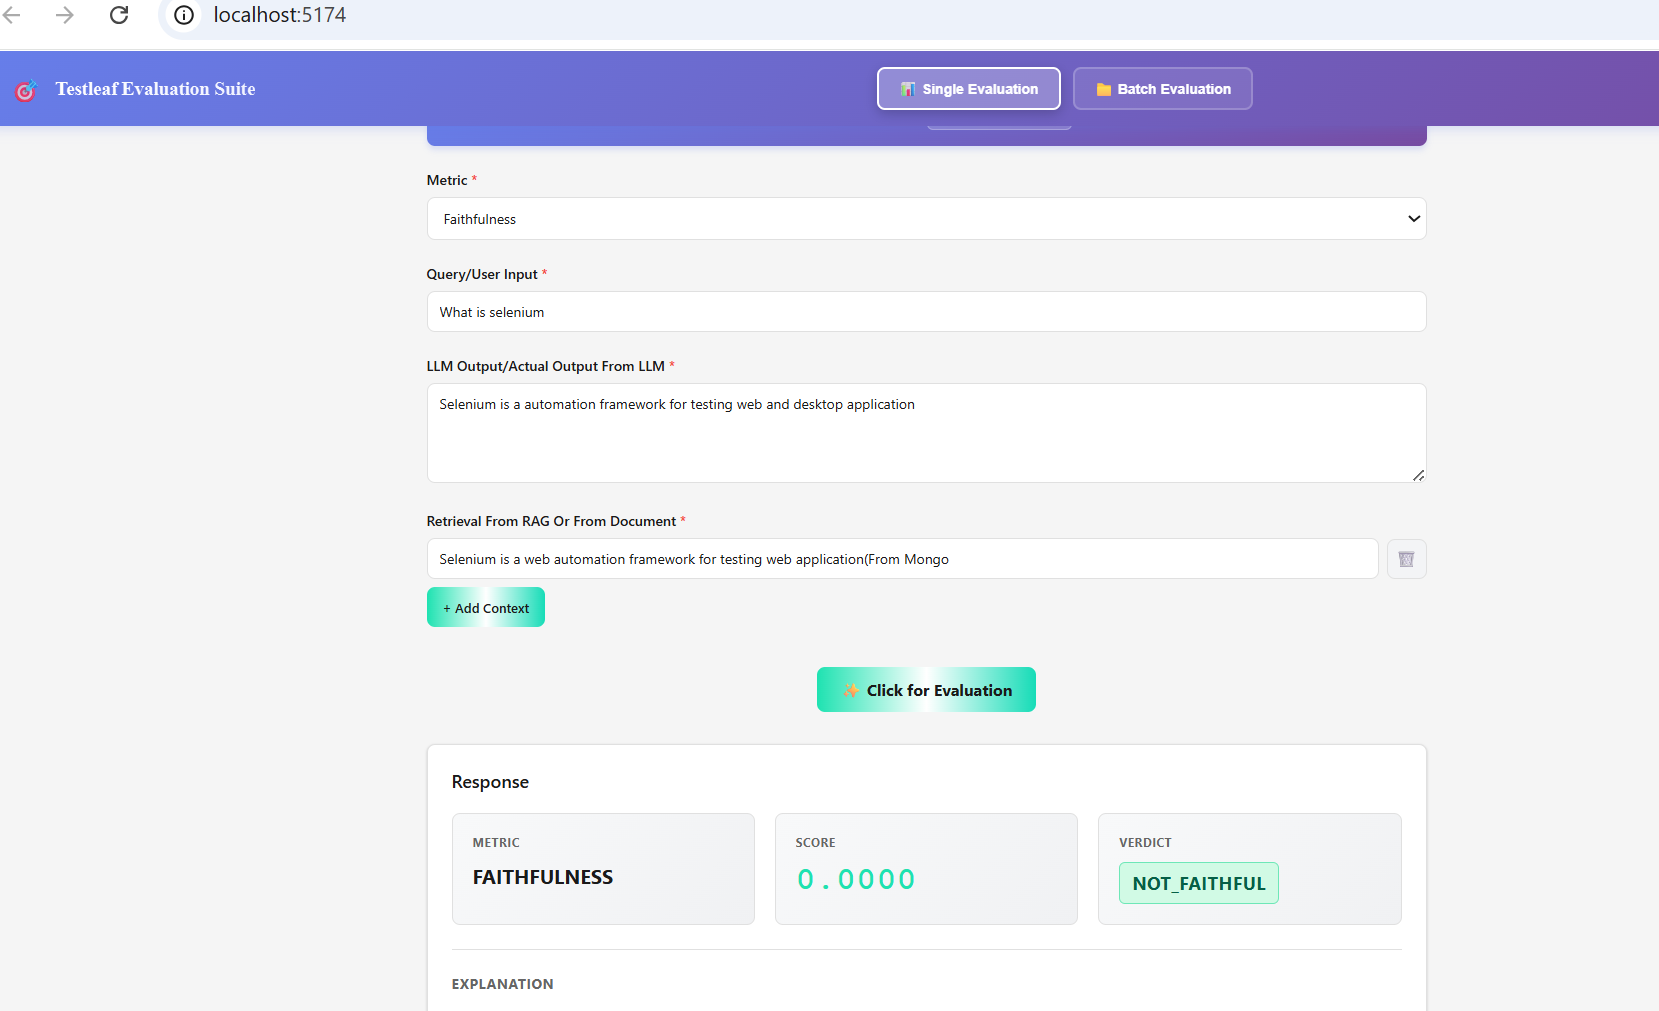 localhost:5174
Testleaf Evaluation Suite
Single Evaluation
Batch Evaluation
Metric *
Faithfulness
Query/User Input *
What is selenium
LLM Output/Actual Output From LLM *
Selenium is a automation framework for testing web and desktop application
Retrieval From RAG Or From Document *
Selenium is a web automation framework for testing web application(From Mongo
+ Add Context
✨ Click for Evaluation
Response
METRIC
FAITHFULNESS
SCORE
0.0000
VERDICT
NOT_FAITHFUL
EXPLANATION